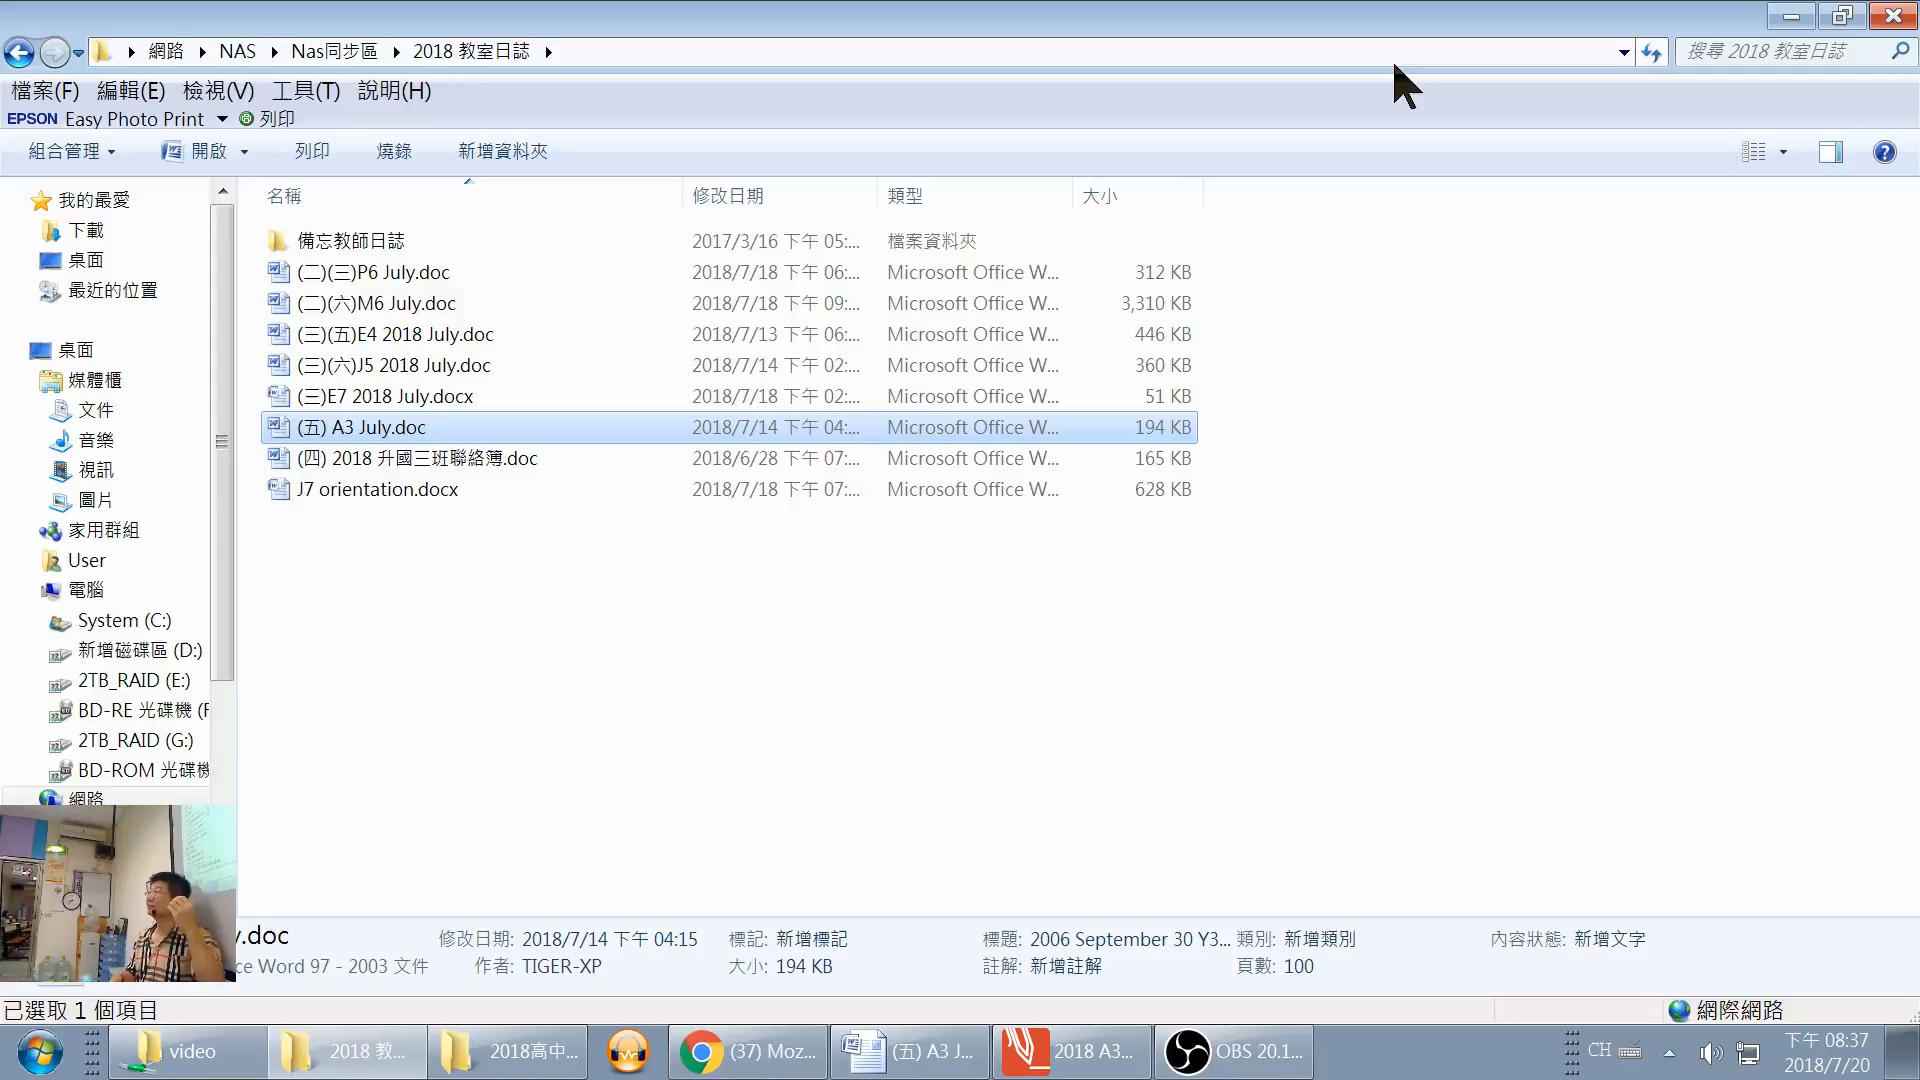 網路 NAS Nas同步區 2018 教室日誌
搜尋 2018 教室日誌
檔案(F) 編輯(E) 檢視(V) 工具(T) 說明(H)
EPSON Easy Photo Print 列印
組合管理 開啟 列印 燒錄 新增資料夾
名稱 修改日期 類型 大小
備忘教師日誌 2017/3/16 下午 05:... 檔案資料夾
(二)(三)P6 July.doc 2018/7/18 下午 06:... Microsoft Office W... 312 KB
(二)(六)M6 July.doc 2018/7/18 下午 09:... Microsoft Office W... 3,310 KB
(三)(五)E4 2018 July.doc 2018/7/13 下午 06:... Microsoft Office W... 446 KB
(三)(六)J5 2018 July.doc 2018/7/14 下午 02:... Microsoft Office W... 360 KB
(三)E7 2018 July.docx 2018/7/18 下午 02:... Microsoft Office W... 51 KB
(五) A3 July.doc 2018/7/14 下午 04:... Microsoft Office W... 194 KB
(四) 2018 升國三班聯絡簿.doc 2018/6/28 下午 07:... Microsoft Office W... 165 KB
J7 orientation.docx 2018/7/18 下午 07:... Microsoft Office W... 628 KB
我的最愛
下載
桌面
最近的位置
桌面
媒體櫃
文件
音樂
視訊
圖片
家用群組
User
電腦
System (C:)
新增磁碟區 (D:)
2TB_RAID (E:)
BD-RE 光碟機 (F
2TB_RAID (G:)
BD-ROM 光碟機
網路
y.doc 修改日期: 2018/7/14 下午 04:15 標記: 新增標記 標題: 2006 September 30 Y3... 類別: 新增類別 內容狀態: 新增文字
ce Word 97 - 2003 文件 作者: TIGER-XP 大小: 194 KB 註解: 新增註解 頁數: 100
已選取 1 個項目 網際網路
video 2018 教... 2018高中... (37) Moz... (五) A3 J... 2018 A3... OBS 20.1... CH 下午 08:37
2018/7/20